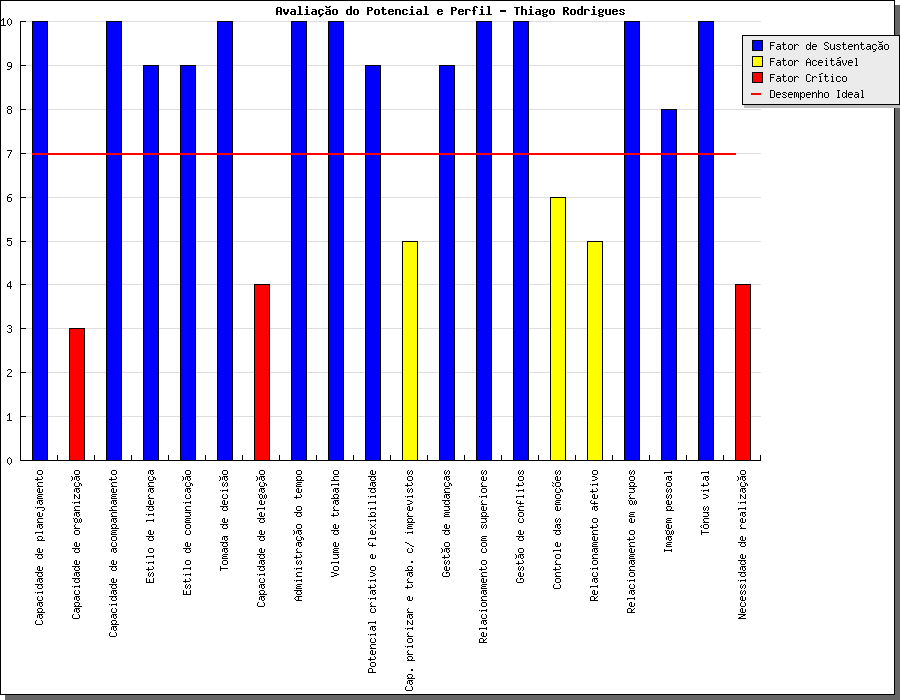 Avaliação do Potencial e Perfil - Thiago Rodrigues
Fator de Sustentação
Fator Aceitável
Fator Crítico
Desempenho Ideal
10
9
8
7
6
5
4
3
2
1
0
Capacidade de planejamento
Capacidade de organização
Capacidade de acompanhamento
Estilo de liderança
Estilo de comunicação
Tomada de decisão
Capacidade de delegação
Administração do tempo
Volume de trabalho
Potencial criativo e flexibilidade
Cap. priorizar e trab. c/ imprevistos
Gestão de mudanças
Relacionamento com superiores
Gestão de conflitos
Controle das emoções
Relacionamento afetivo
Relacionamento em grupos
Imagem pessoal
Tônus vital
Necessidade de realização